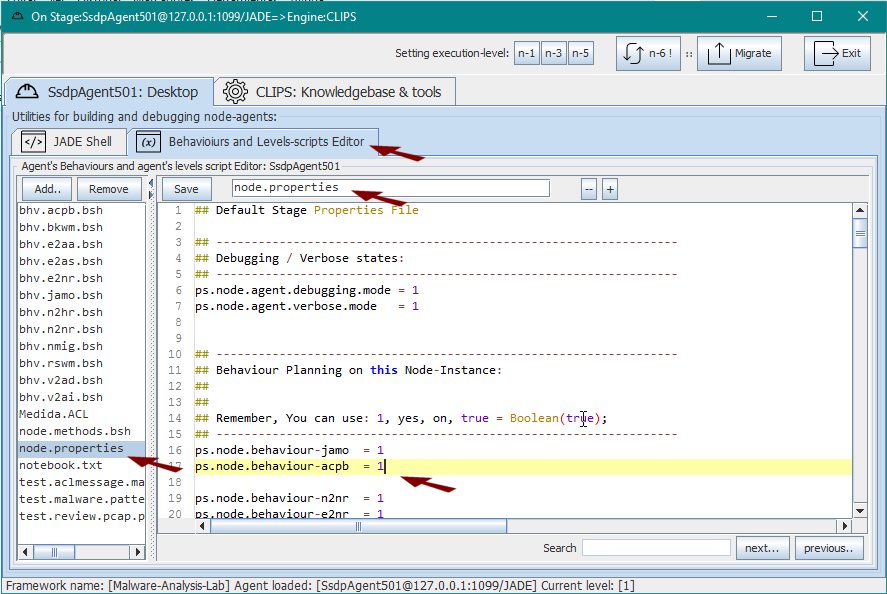 On Stage:SsdpAgent501@127.0.0.1:1099/JADE=>Engine:CLIPS
Setting execution-level: n-1 n-3 n-5 n-6 ! :: Migrate Exit
SsdpAgent501: Desktop CLIPS: Knowledgebase & tools
Utilities for building and debugging node-agents:
</> JADE Shell (x) Behavioiurs and Levels-scripts Editor
Agent's Behaviours and agent's levels script Editor: SsdpAgent501
Add.. Remove Save node.properties -- +
bhv.acpb.bsh
bhv.bkwm.bsh
bhv.e2aa.bsh
bhv.e2as.bsh
bhv.e2nr.bsh
bhv.jamo.bsh
bhv.n2hr.bsh
bhv.n2nr.bsh
bhv.nmig.bsh
bhv.rswm.bsh
bhv.v2ad.bsh
bhv.v2ai.bsh
Medida.ACL
node.methods.bsh
node.properties
notebook.txt
test.aclmessage.ma
test.malware.patte
test.review.pcap.p
1 ## Default Stage Properties File
2
3 ## ----------------------------------------------------------
4 ## Debugging / Verbose states:
5 ## ----------------------------------------------------------
6 ps.node.agent.debugging.mode = 1
7 ps.node.agent.verbose.mode   = 1
8
9
10 ## ----------------------------------------------------------
11 ## Behaviour Planning on this Node-Instance:
12 ##
13 ##
14 ## Remember, You can use: 1, yes, on, true = Boolean(true);
15 ## ----------------------------------------------------------
16 ps.node.behaviour-jamo  = 1
17 ps.node.behaviour-acpb  = 1
18
19 ps.node.behaviour-n2nr  = 1
20 ps.node.behaviour-e2nr  = 1
Search next... previous..
Framework name: [Malware-Analysis-Lab] Agent loaded: [SsdpAgent501@127.0.0.1:1099/JADE] Current level: [1]